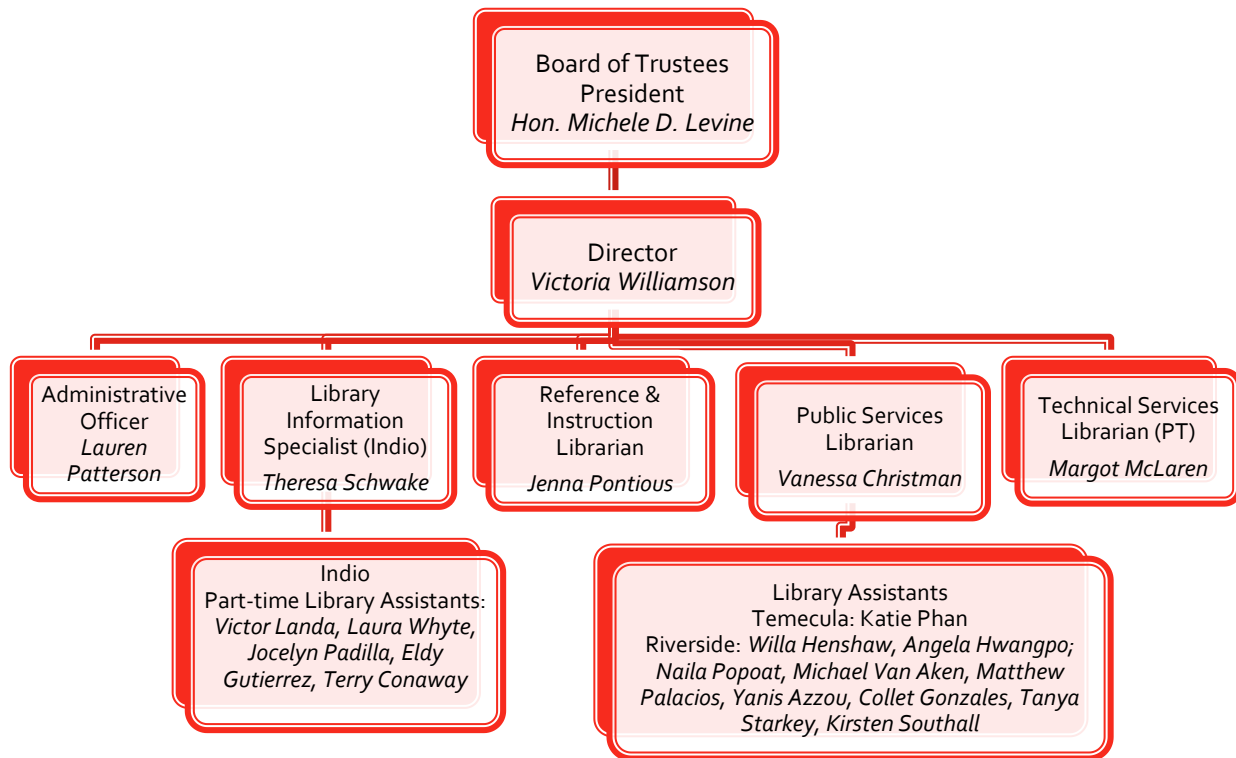 Board of Trustees
President
Hon. Michele D. Levine
Director
Victoria Williamson
Administrative
Officer
Lauren
Patterson
Library
Information
Specialist (Indio)
Theresa Schwake
Reference &
Instruction
Librarian
Jenna Pontious
Public Services
Librarian
Vanessa Christman
Technical Services
Librarian (PT)
Margot McLaren
Indio
Part-time Library Assistants:
Victor Landa, Laura Whyte,
Jocelyn Padilla, Eldy
Gutierrez, Terry Conaway
Library Assistants
Temecula: Katie Phan
Riverside: Willa Henshaw, Angela Hwangpo;
Naila Popoat, Michael Van Aken, Matthew
Palacios, Yanis Azzou, Collet Gonzales, Tanya
Starkey, Kirsten Southall